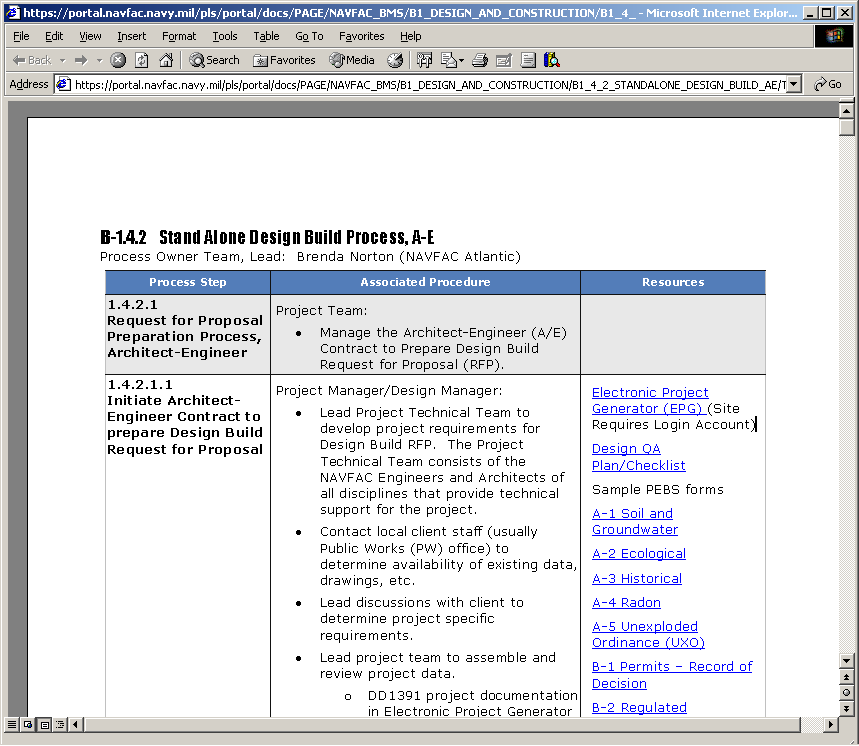 https://portal.navfac.navy.mil/pls/portal/docs/PAGE/NAVFAC_BMS/B1_DESIGN_AND_CONSTRUCTION/B1_4_ - Microsoft Internet Explor...
File Edit View Insert Format Tools Table Go To Favorites Help
Back Search Favorites Media
Address https://portal.navfac.navy.mil/pls/portal/docs/PAGE/NAVFAC_BMS/B1_DESIGN_AND_CONSTRUCTION/B1_4_2_STANDALONE_DESIGN_BUILD_AE/T Go
B-1.4.2 Stand Alone Design Build Process, A-E
Process Owner Team, Lead: Brenda Norton (NAVFAC Atlantic)
Process Step Associated Procedure Resources
1.4.2.1
Request for Proposal
Preparation Process,
Architect-Engineer
Project Team:
• Manage the Architect-Engineer (A/E)
Contract to Prepare Design Build
Request for Proposal (RFP).
1.4.2.1.1
Initiate Architect-
Engineer Contract to
prepare Design Build
Request for Proposal
Project Manager/Design Manager:
• Lead Project Technical Team to
develop project requirements for
Design Build RFP. The Project
Technical Team consists of the
NAVFAC Engineers and Architects of
all disciplines that provide technical
support for the project.
• Contact local client staff (usually
Public Works (PW) office) to
determine availability of existing data,
drawings, etc.
• Lead discussions with client to
determine project specific
requirements.
• Lead project team to assemble and
review project data.
o DD1391 project documentation
in Electronic Project Generator
Electronic Project
Generator (EPG) (Site
Requires Login Account)
Design QA
Plan/Checklist
Sample PEBS forms
A-1 Soil and
Groundwater
A-2 Ecological
A-3 Historical
A-4 Radon
A-5 Unexploded
Ordinance (UXO)
B-1 Permits – Record of
Decision
B-2 Regulated